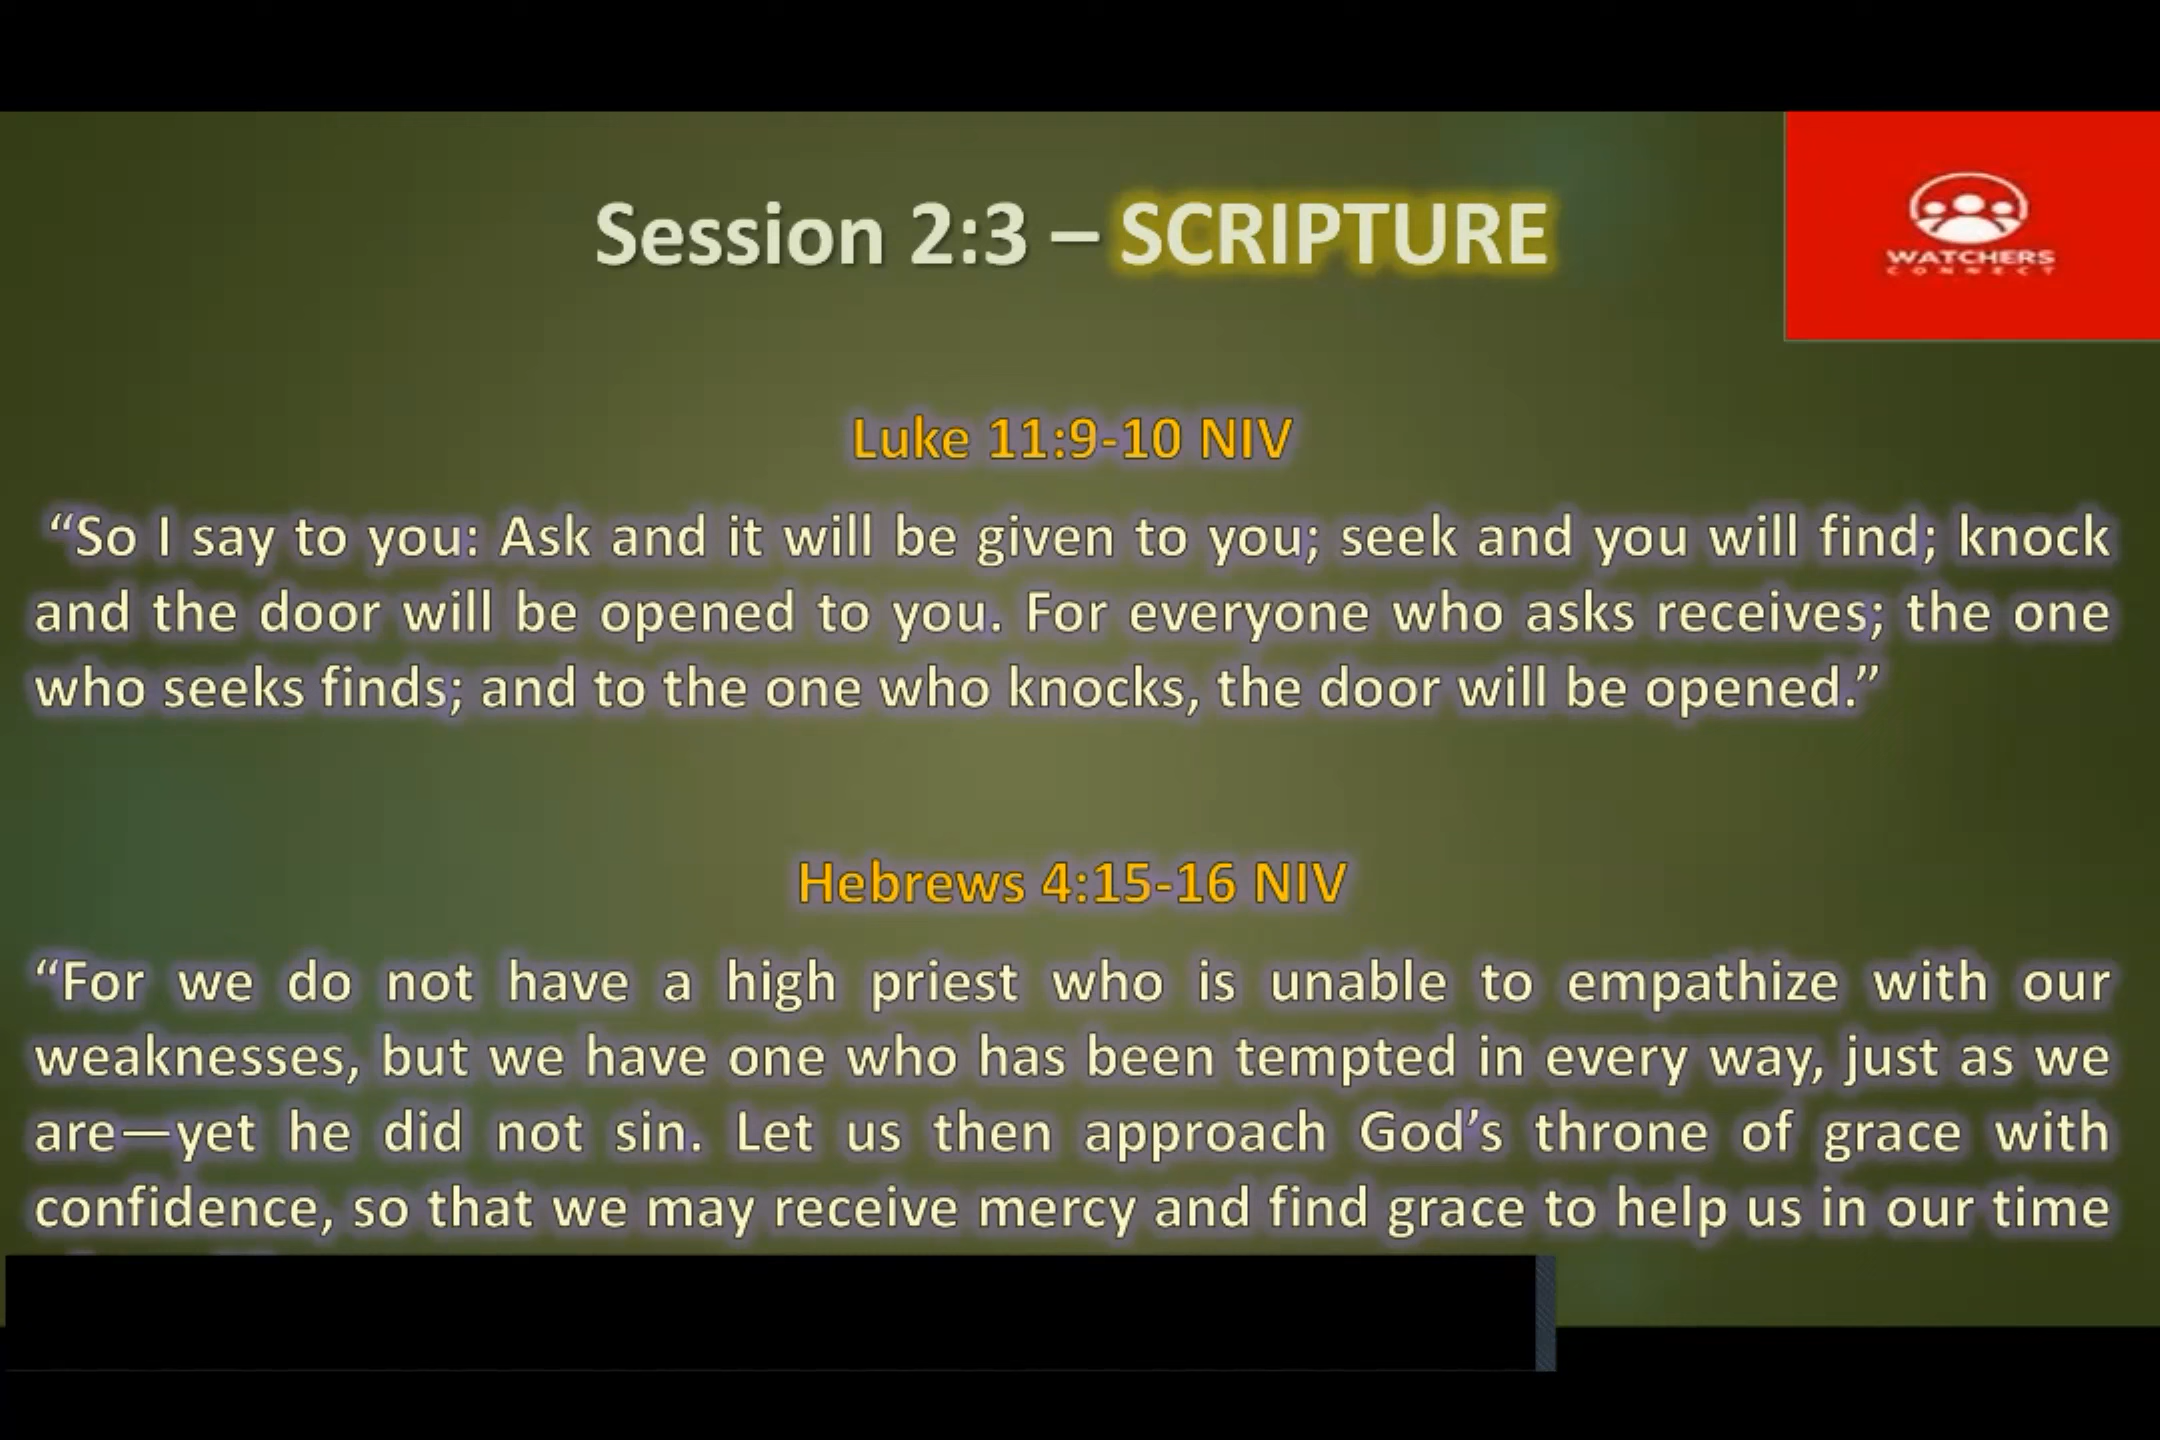 Session 2:3 – SCRIPTURE
WATCHERS
CONNECT
Luke 11:9-10 NIV
“So I say to you: Ask and it will be given to you; seek and you will find; knock
and the door will be opened to you. For everyone who asks receives; the one
who seeks finds; and to the one who knocks, the door will be opened.”
Hebrews 4:15-16 NIV
“For we do not have a high priest who is unable to empathize with our
weaknesses, but we have one who has been tempted in every way, just as we
are—yet he did not sin. Let us then approach God’s throne of grace with
confidence, so that we may receive mercy and find grace to help us in our time